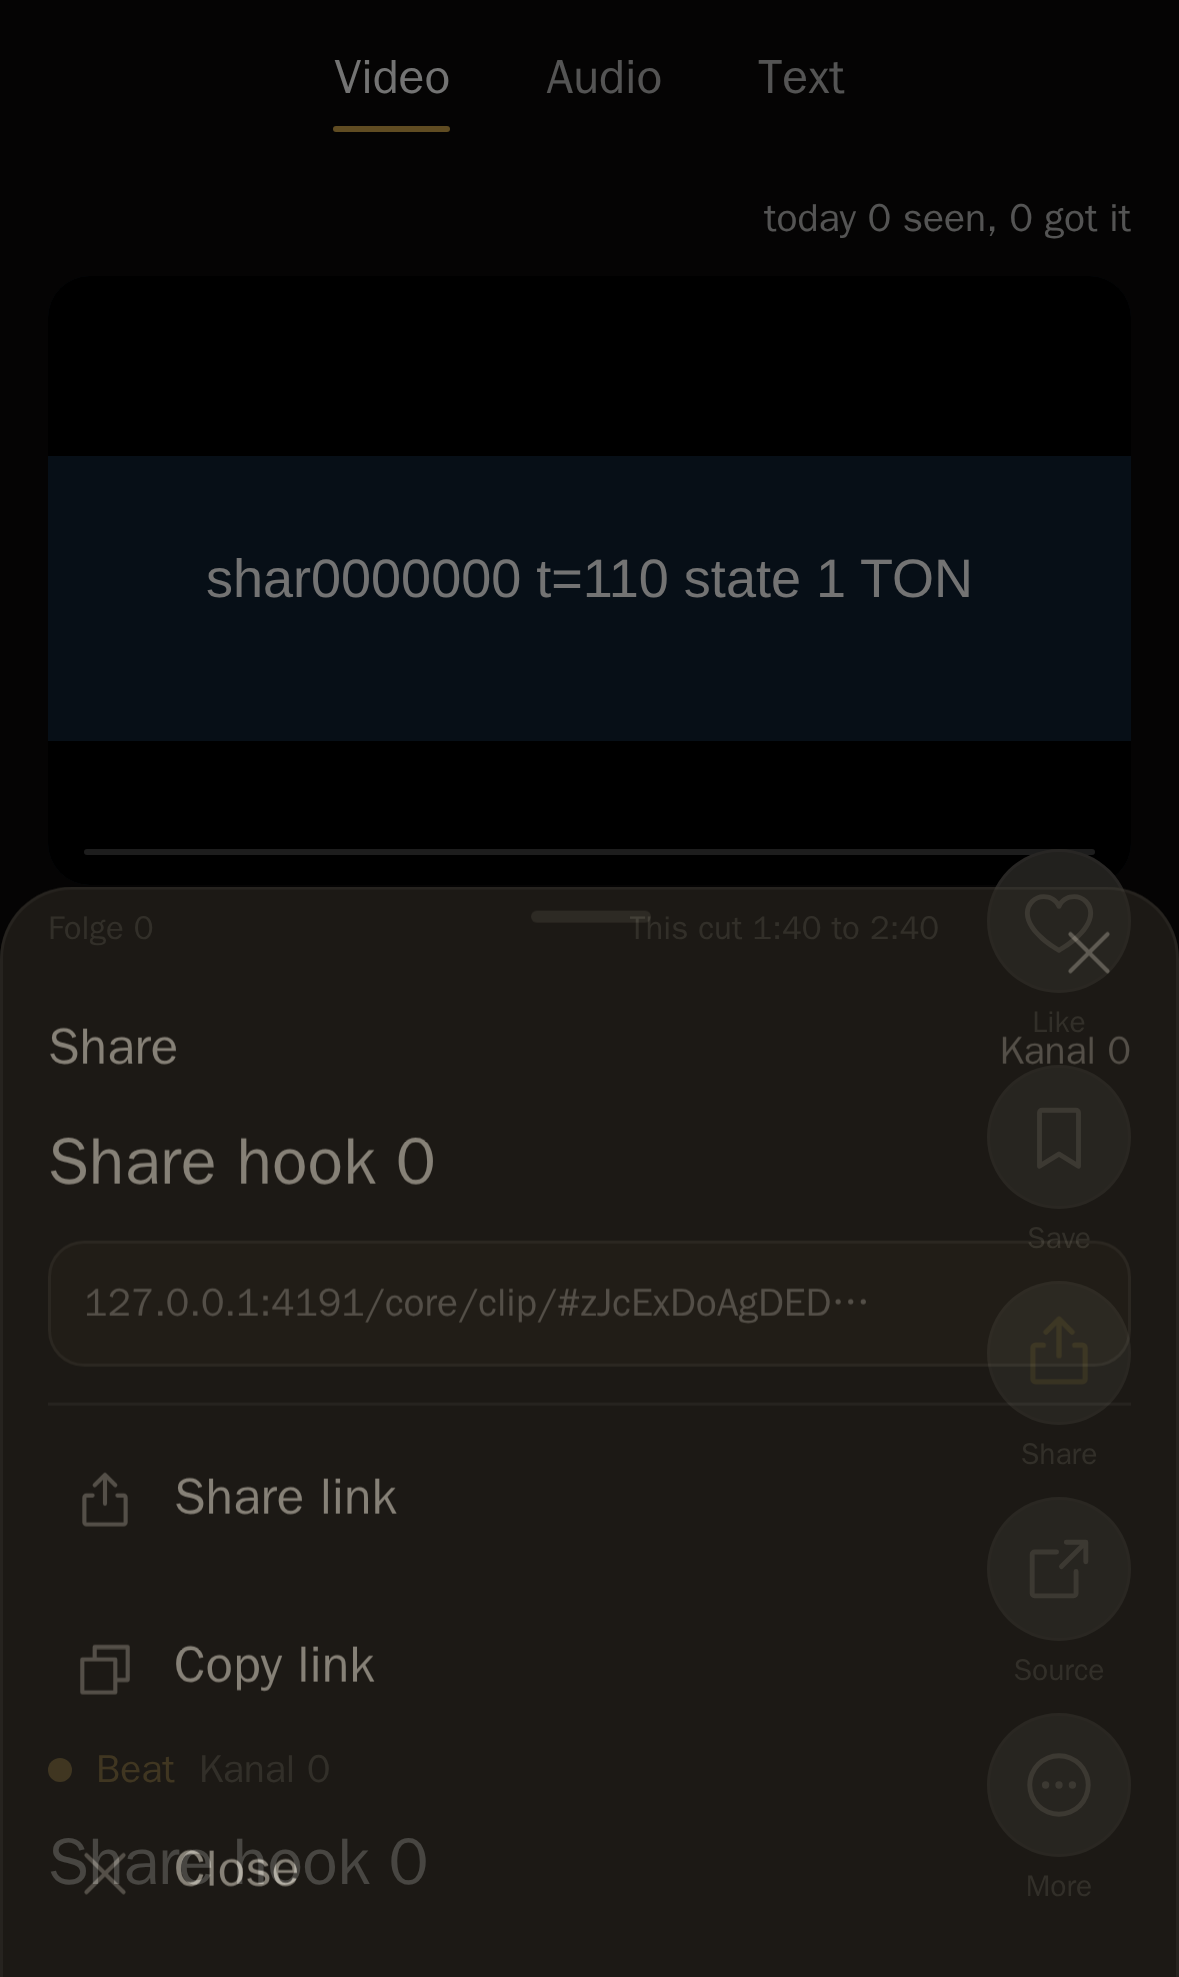 Video Audio Text
today 0 seen, 0 got it
shar0000000 t=110 state 1 TON
Folge 0 This cut 1:40 to 2:40
Like
Share Kanal 0
Share hook 0
Save
127.0.0.1:4191/core/clip/#zJcExDoAgDED…
Share
Share link
Source
Copy link
Beat Kanal 0
Share hook 0
Close
More